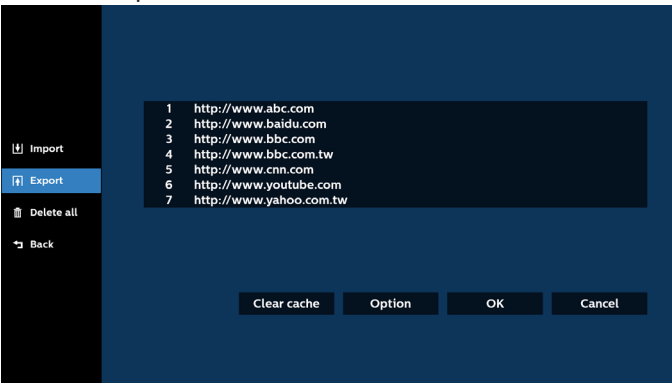 1 http://www.abc.com
2 http://www.baidu.com
3 http://www.bbc.com
4 http://www.bbc.com.tw
5 http://www.cnn.com
6 http://www.youtube.com
7 http://www.yahoo.com.tw
Import
Export
Delete all
Back
Clear cache Option OK Cancel